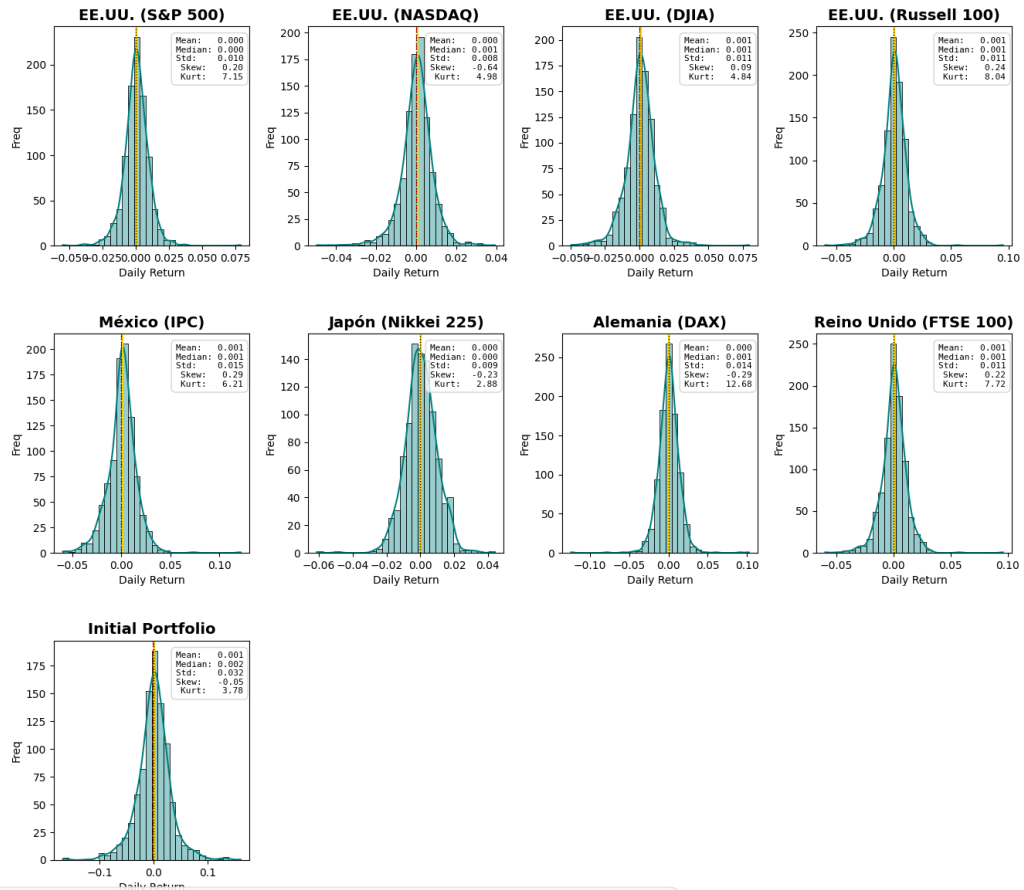 EE.UU. (S&P 500)
Mean: 0.000
Median: 0.000
Std: 0.010
Skew: 0.20
Kurt: 7.15
200
150
100
50
0
Freq
−0.050 −0.025 0.000 0.025 0.050 0.075
Daily Return
EE.UU. (NASDAQ)
Mean: 0.000
Median: 0.001
Std: 0.008
Skew: -0.64
Kurt: 4.98
200
175
150
125
100
75
50
25
0
Freq
−0.04 −0.02 0.00 0.02 0.04
Daily Return
EE.UU. (DJIA)
Mean: 0.001
Median: 0.001
Std: 0.011
Skew: 0.09
Kurt: 4.84
200
175
150
125
100
75
50
25
0
Freq
−0.050 −0.025 0.000 0.025 0.050 0.075
Daily Return
EE.UU. (Russell 100)
Mean: 0.001
Median: 0.001
Std: 0.011
Skew: 0.24
Kurt: 8.04
250
200
150
100
50
0
Freq
−0.05 0.00 0.05 0.10
Daily Return
México (IPC)
Mean: 0.001
Median: 0.001
Std: 0.015
Skew: 0.29
Kurt: 6.21
200
175
150
125
100
75
50
25
0
Freq
−0.05 0.00 0.05 0.10
Daily Return
Japón (Nikkei 225)
Mean: 0.000
Median: 0.000
Std: 0.009
Skew: -0.23
Kurt: 2.88
140
120
100
80
60
40
20
0
Freq
−0.06 −0.04 −0.02 0.00 0.02 0.04
Daily Return
Alemania (DAX)
Mean: 0.000
Median: 0.001
Std: 0.014
Skew: -0.29
Kurt: 12.68
250
200
150
100
50
0
Freq
−0.10 −0.05 0.00 0.05 0.10
Daily Return
Reino Unido (FTSE 100)
Mean: 0.001
Median: 0.001
Std: 0.011
Skew: 0.22
Kurt: 7.72
250
200
150
100
50
0
Freq
−0.05 0.00 0.05 0.10
Daily Return
Initial Portfolio
Mean: 0.001
Median: 0.002
Std: 0.032
Skew: -0.05
Kurt: 3.78
175
150
125
100
75
50
25
0
Freq
−0.1 0.0 0.1
Daily Return